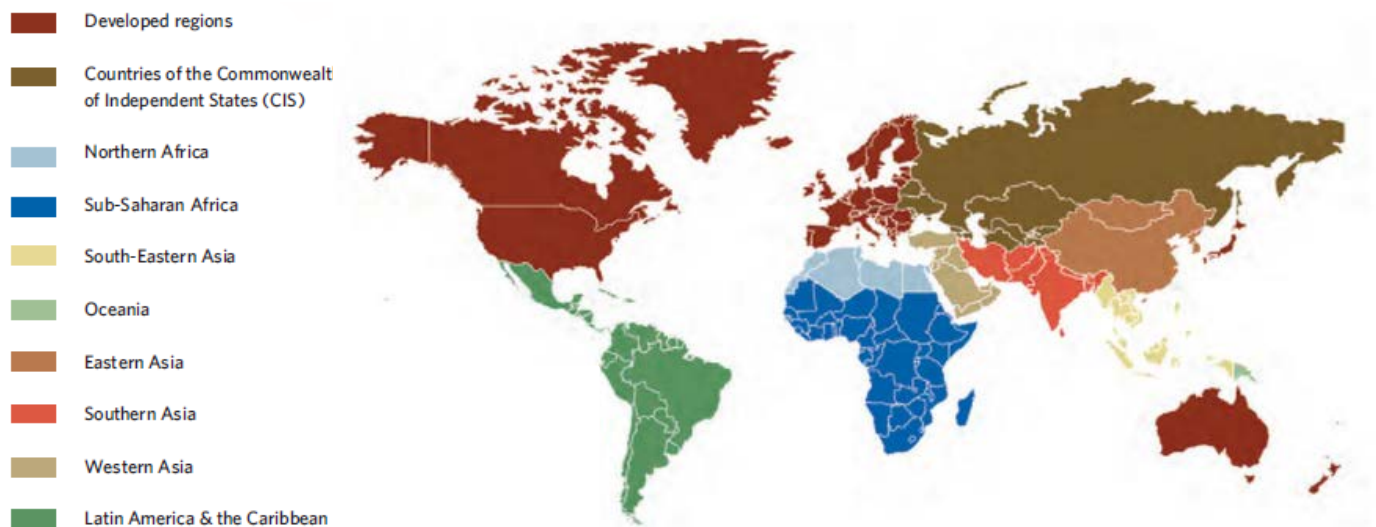 Developed regions
Countries of the Commonwealt
of Independent States (CIS)
Northern Africa
Sub-Saharan Africa
South-Eastern Asia
Oceania
Eastern Asia
Southern Asia
Western Asia
Latin America & the Caribbean